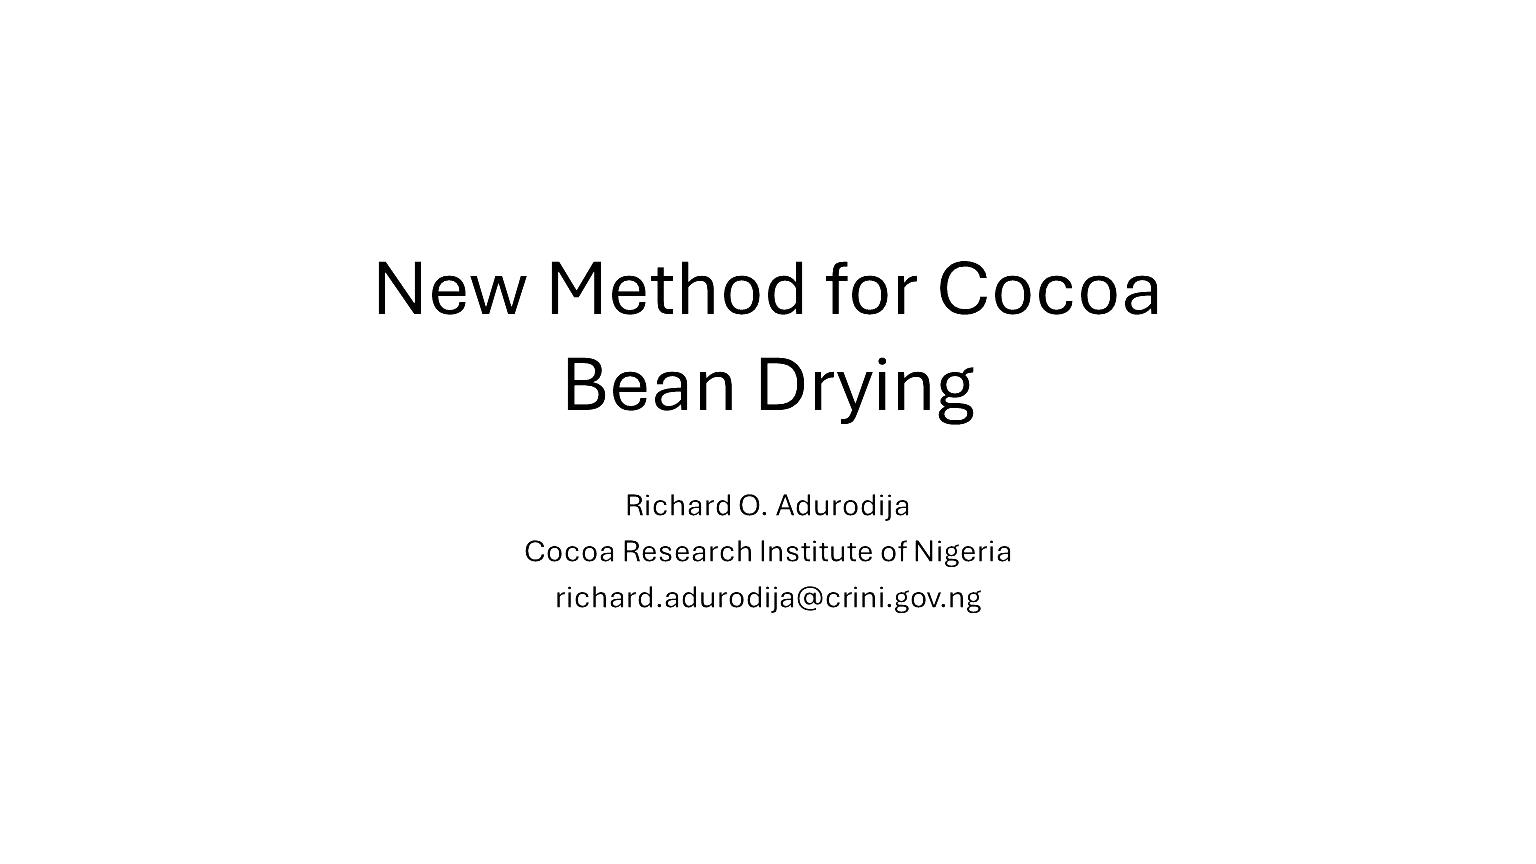 New Method for Cocoa
Bean Drying
Richard O. Adurodija
Cocoa Research Institute of Nigeria
richard.adurodija@crini.gov.ng